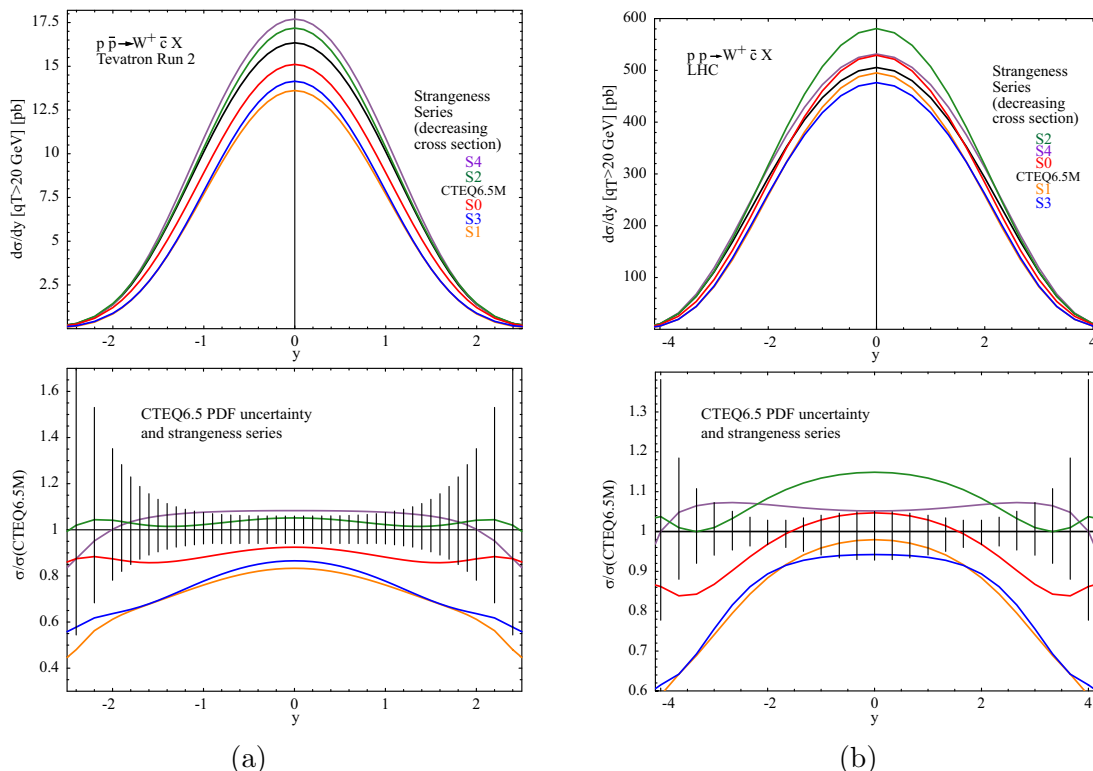 17.5
15
12.5
10
7.5
5
2.5
dσ/dy [qT>20 GeV] [pb]
p p̄→W⁺ c̄ X
Tevatron Run 2
Strangeness
Series
(decreasing
cross section)
S4
S2
CTEQ6.5M
S0
S3
S1
-2 -1 0 1 2
y
1.6
1.4
1.2
1
0.8
0.6
0.4
σ/σ(CTEQ6.5M)
CTEQ6.5 PDF uncertainty
and strangeness series
-2 -1 0 1 2
y
(a)
600
500
400
300
200
100
dσ/dy [qT>20 GeV] [pb]
p p→W⁺ c̄ X
LHC
Strangeness
Series
(decreasing
cross section)
S2
S4
S0
CTEQ6.5M
S1
S3
-4 -2 0 2 4
y
1.3
1.2
1.1
1
0.9
0.8
0.7
0.6
σ/σ(CTEQ6.5M)
CTEQ6.5 PDF uncertainty
and strangeness series
-4 -2 0 2 4
y
(b)